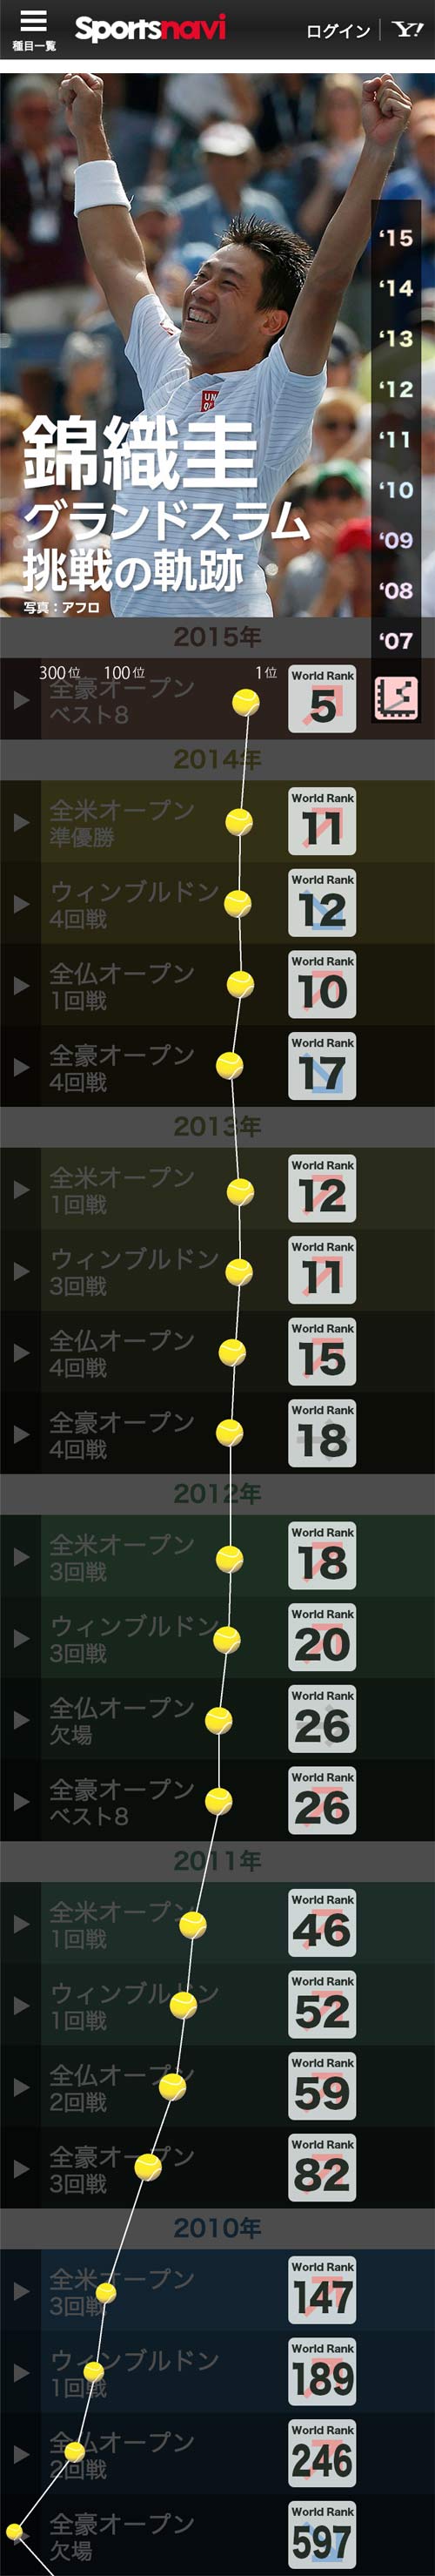 種目一覧
Sportsnavi
ログイン
Y!
'15
'14
'13
'12
'11
'10
'09
'08
'07
UNI
QLO
錦織圭
グランドスラム
挑戦の軌跡
写真：アフロ
2015年
300位 100位 1位
全豪オープン
ベスト8
World Rank
5
2014年
全米オープン
準優勝
World Rank
11
ウィンブルドン
4回戦
World Rank
12
全仏オープン
1回戦
World Rank
10
全豪オープン
4回戦
World Rank
17
2013年
全米オープン
1回戦
World Rank
12
ウィンブルドン
3回戦
World Rank
11
全仏オープン
4回戦
World Rank
15
全豪オープン
4回戦
World Rank
18
2012年
全米オープン
3回戦
World Rank
18
ウィンブルドン
3回戦
World Rank
20
全仏オープン
欠場
World Rank
26
全豪オープン
ベスト8
World Rank
26
2011年
全米オープン
1回戦
World Rank
46
ウィンブルドン
1回戦
World Rank
52
全仏オープン
2回戦
World Rank
59
全豪オープン
3回戦
World Rank
82
2010年
全米オープン
3回戦
World Rank
147
ウィンブルドン
1回戦
World Rank
189
全仏オープン
2回戦
World Rank
246
全豪オープン
欠場
World Rank
597